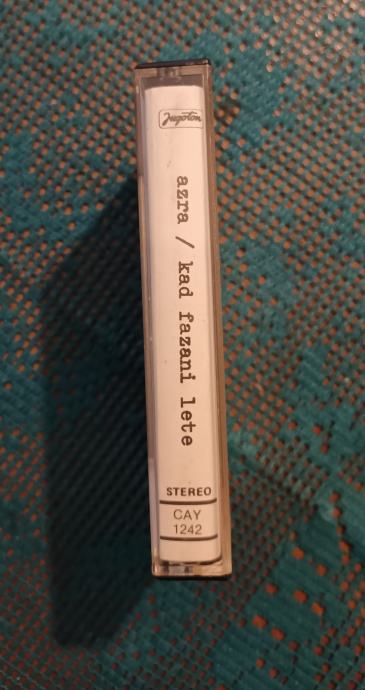 Jugoton
azra / kad fazani lete
STEREO
CAY
1242